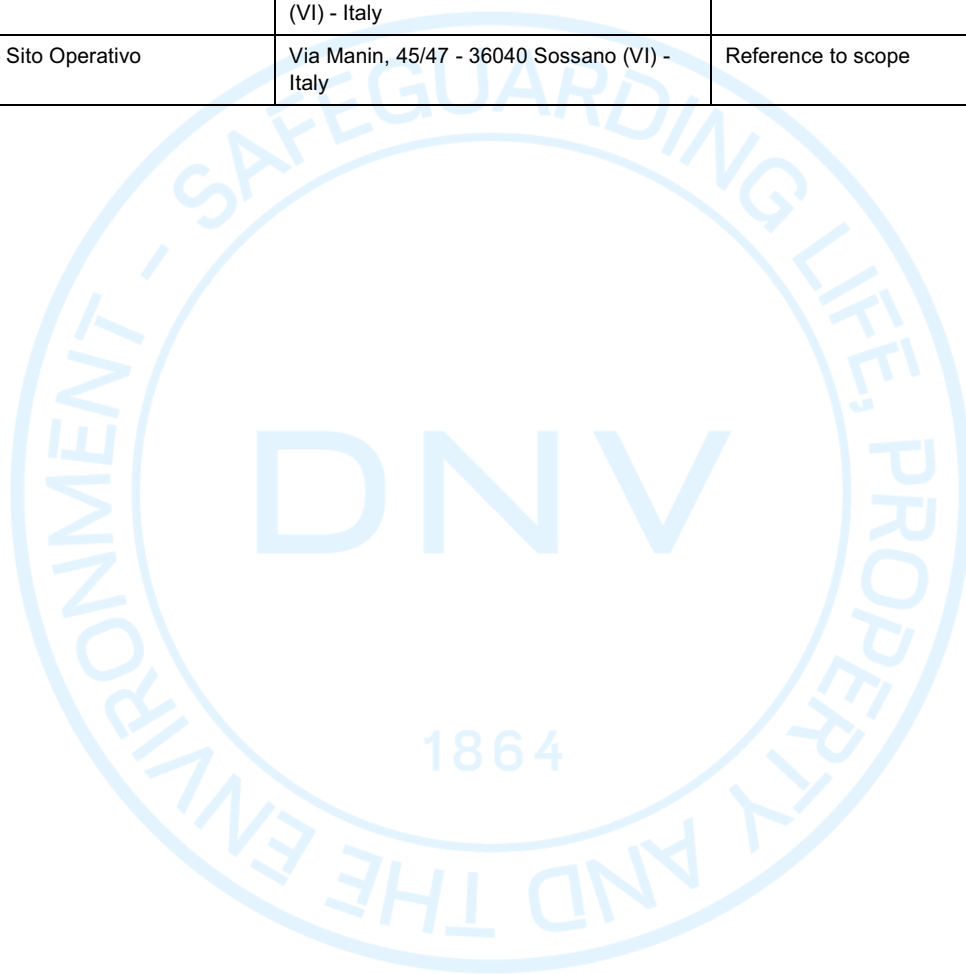 (VI) - Italy
Sito Operativo
Via Manin, 45/47 - 36040 Sossano (VI) -
Italy
Reference to scope
SAFEGUARDING LIFE, PROPERTY AND THE ENVIRONMENT -
DNV
1864